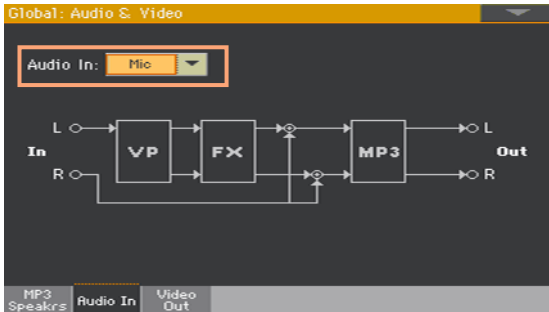 Global: Audio & Video
Audio In: Mic
L
In
R
VP
FX
MP3
L
Out
R
MP3 Speakrs
Audio In
Video Out